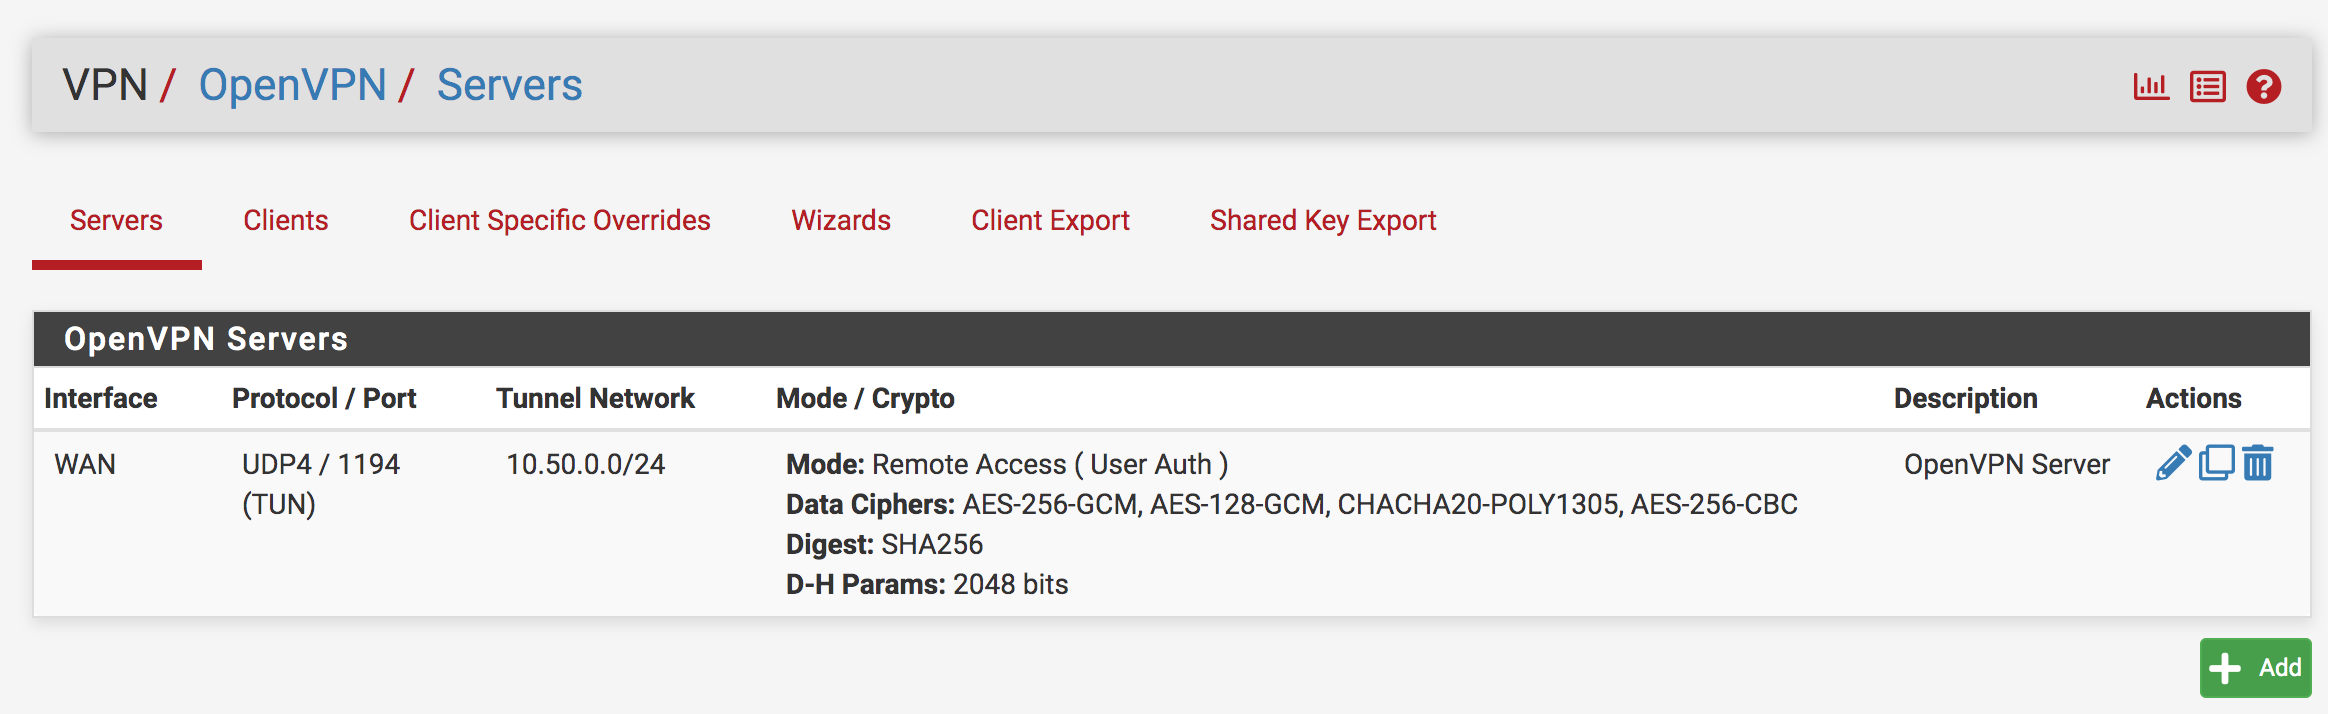 VPN / OpenVPN / Servers
Servers Clients Client Specific Overrides Wizards Client Export Shared Key Export
OpenVPN Servers
Interface Protocol / Port Tunnel Network Mode / Crypto Description Actions
WAN UDP4 / 1194 10.50.0.0/24 Mode: Remote Access ( User Auth ) OpenVPN Server
(TUN) Data Ciphers: AES-256-GCM, AES-128-GCM, CHACHA20-POLY1305, AES-256-CBC
Digest: SHA256
D-H Params: 2048 bits
Add